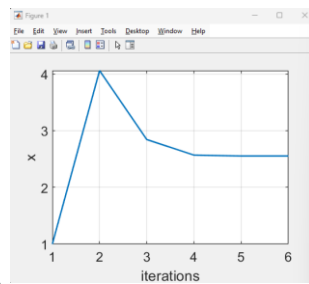 Figure 1
File Edit View Insert Tools Desktop Window Help
4
3
x
2
1
1 2 3 4 5 6
iterations